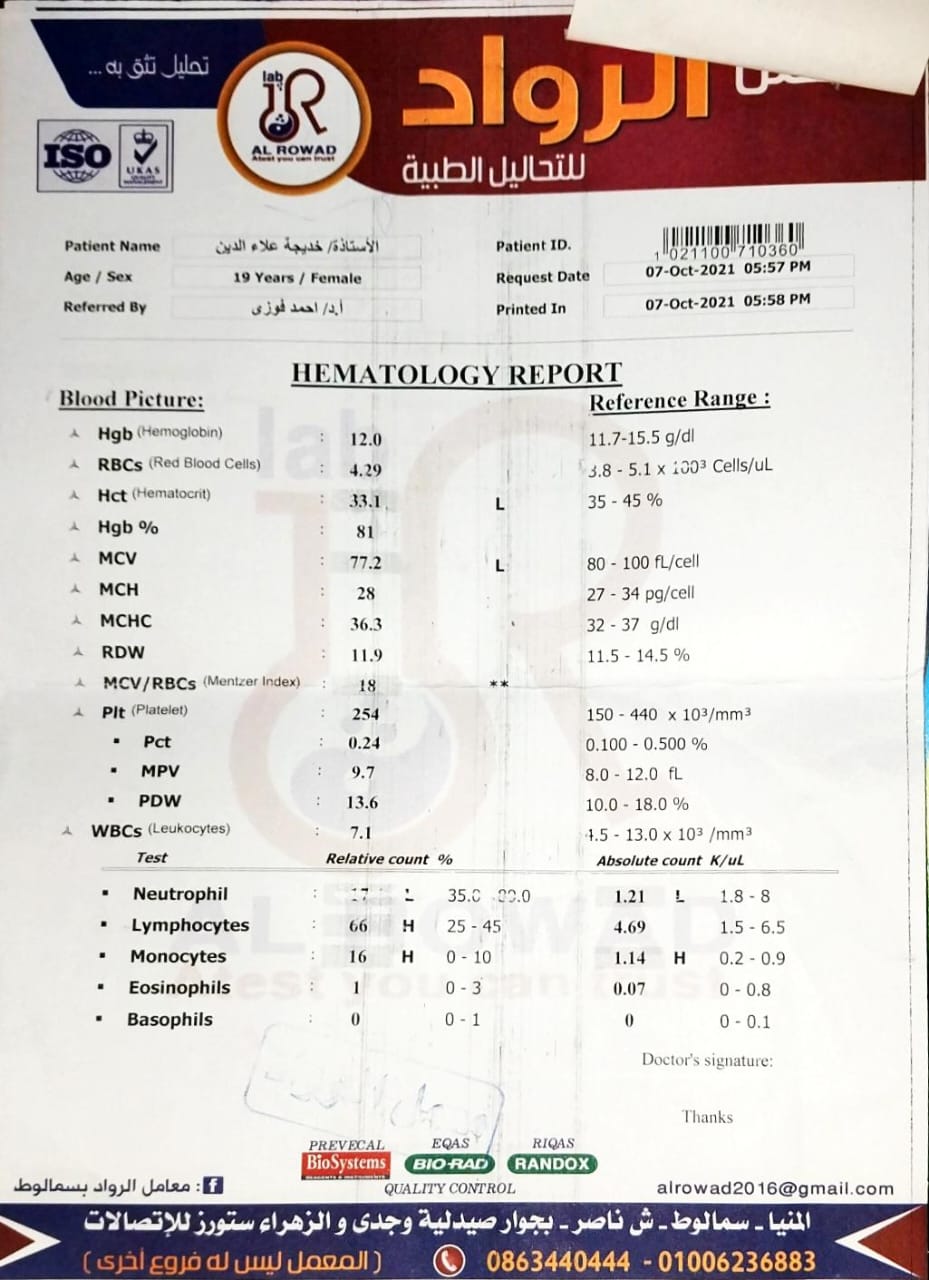 تحاليل تثق به ...
الرواد
للتحاليل الطبية
lab
AL ROWAD
Atest you can trust
ISO
UKAS
QUALITY
MANAGEMENT
Patient Name الأستاذة/ خديجة علاء الدين
Patient ID. 1021100710360
Age / Sex 19 Years / Female
Request Date 07-Oct-2021 05:57 PM
Referred By أ.د/ احمد فوزى
Printed In 07-Oct-2021 05:58 PM
HEMATOLOGY REPORT
Blood Picture: Reference Range :
Hgb (Hemoglobin) : 12.0 11.7-15.5 g/dl
RBCs (Red Blood Cells) : 4.29 3.8 - 5.1 x 100³ Cells/uL
Hct (Hematocrit) : 33.1 L 35 - 45 %
Hgb % : 81
MCV : 77.2 L 80 - 100 fL/cell
MCH : 28 27 - 34 pg/cell
MCHC : 36.3 32 - 37 g/dl
RDW : 11.9 11.5 - 14.5 %
MCV/RBCs (Mentzer Index) : 18 **
Plt (Platelet) : 254 150 - 440 x 10³/mm³
Pct : 0.24 0.100 - 0.500 %
MPV : 9.7 8.0 - 12.0 fL
PDW : 13.6 10.0 - 18.0 %
WBCs (Leukocytes) : 7.1 4.5 - 13.0 x 10³ /mm³
Test Relative count % Absolute count K/uL
Neutrophil : L 35.0 1.21 L 1.8 - 8
Lymphocytes : 66 H 25 - 45 4.69 1.5 - 6.5
Monocytes : 16 H 0 - 10 1.14 H 0.2 - 0.9
Eosinophils : 1 0 - 3 0.07 0 - 0.8
Basophils : 0 0 - 1 0 0 - 0.1
Doctor's signature:
Thanks
PREVECAL EQAS RIQAS
BioSystems BIO-RAD RANDOX
REAGENTS & INSTRUMENTS
QUALITY CONTROL
معامل الرواد بسمالوط :f
alrowad2016@gmail.com
المنيا - سمالوط - ش ناصر - بجوار صيدلية وجدى و الزهراء ستورز للإتصالات
0863440444 - 01006236883 ( المعمل ليس له فروع أخرى )